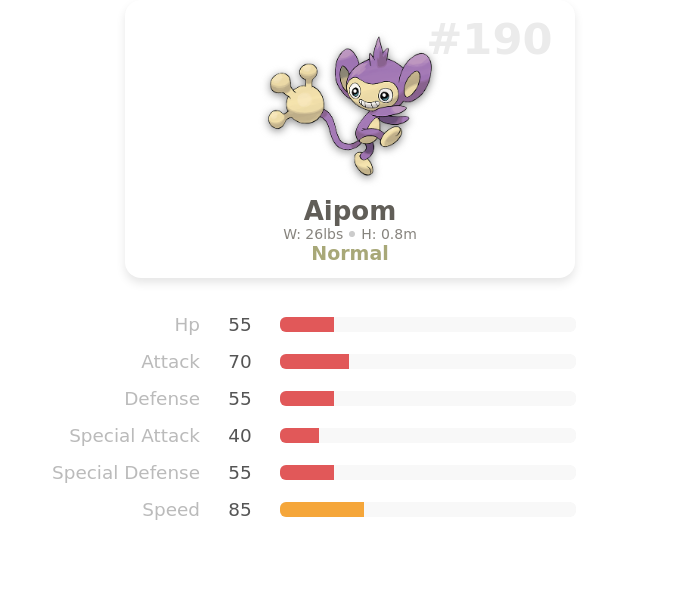 #190
Aipom
W: 26lbs H: 0.8m
Normal
Hp 55
Attack 70
Defense 55
Special Attack 40
Special Defense 55
Speed 85